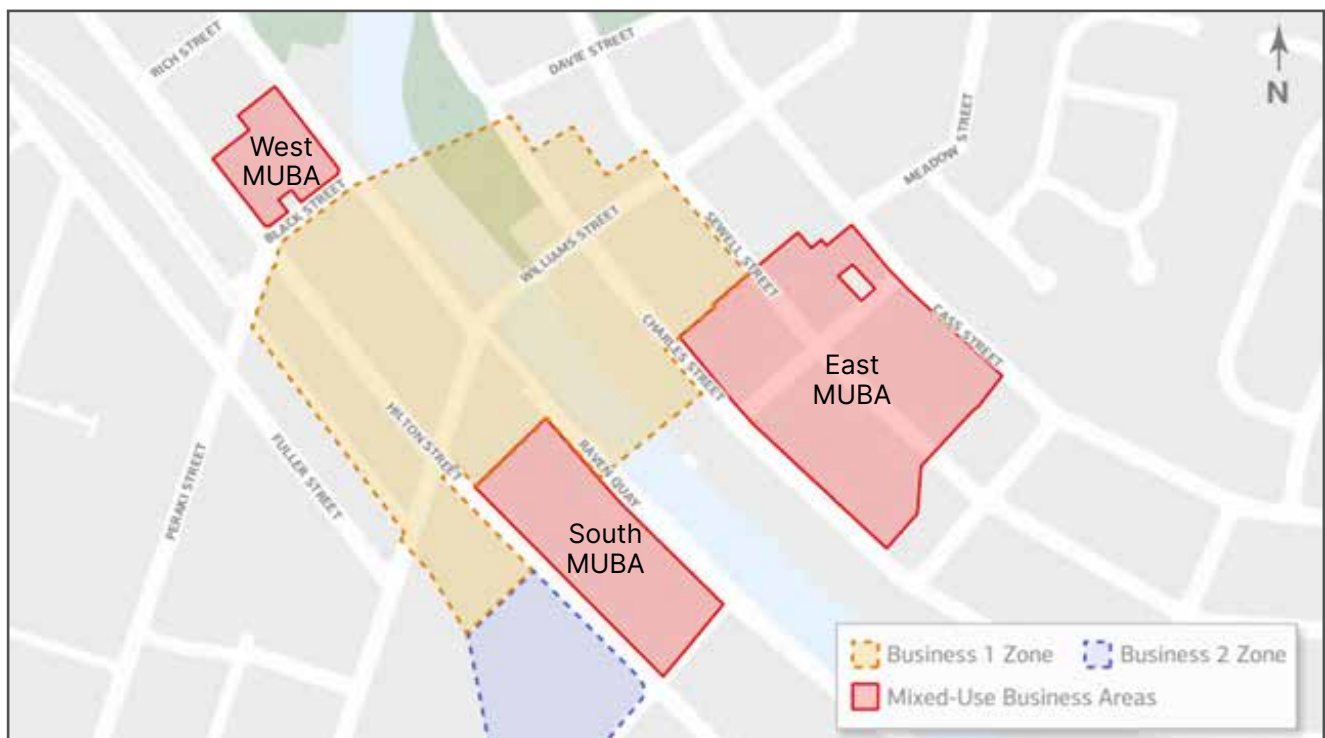 RICH STREET
DAVIE STREET
N
MEADOW STREET
West
MUBA
BLACK STREET
WILLIAMS STREET
SEWELL STREET
CASS STREET
CHARLES STREET
East
MUBA
HILTON STREET
RAVEN QUAY
FULLER STREET
PERAKI STREET
South
MUBA
Business 1 Zone
Business 2 Zone
Mixed-Use Business Areas